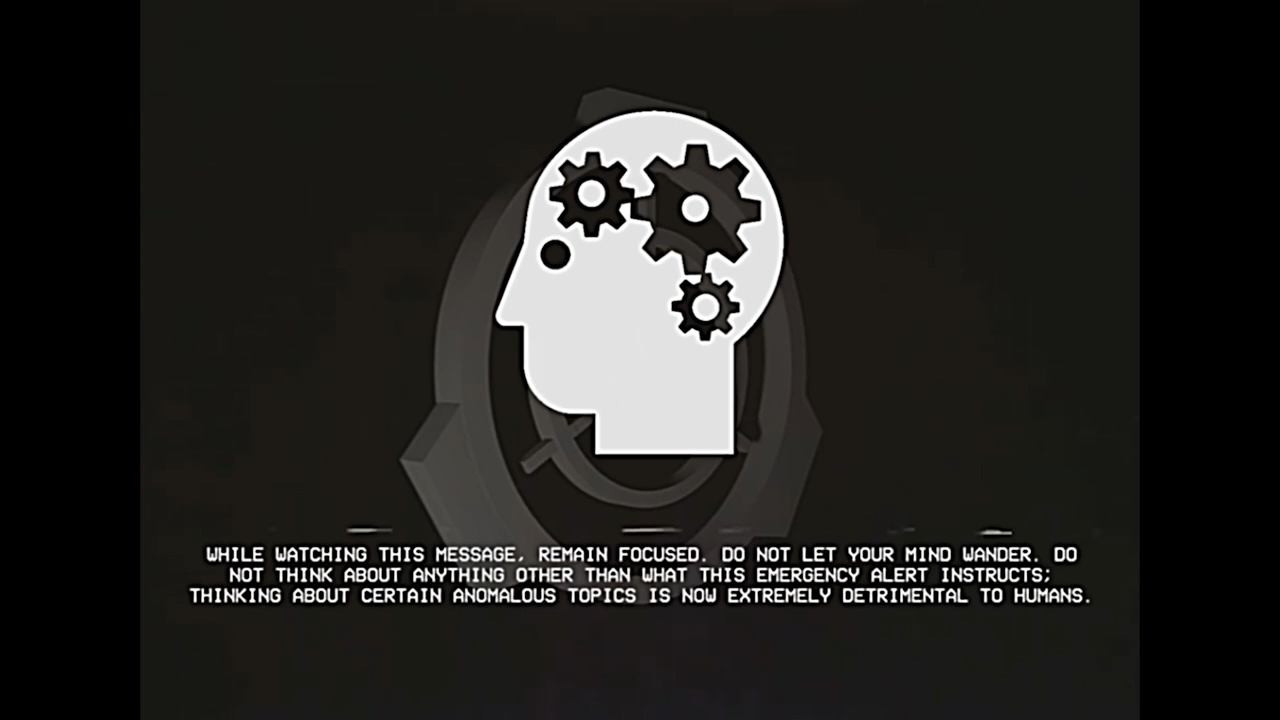 WHILE WATCHING THIS MESSAGE, REMAIN FOCUSED. DO NOT LET YOUR MIND WANDER. DO
NOT THINK ABOUT ANYTHING OTHER THAN WHAT THIS EMERGENCY ALERT INSTRUCTS;
THINKING ABOUT CERTAIN ANOMALOUS TOPICS IS NOW EXTREMELY DETRIMENTAL TO HUMANS.